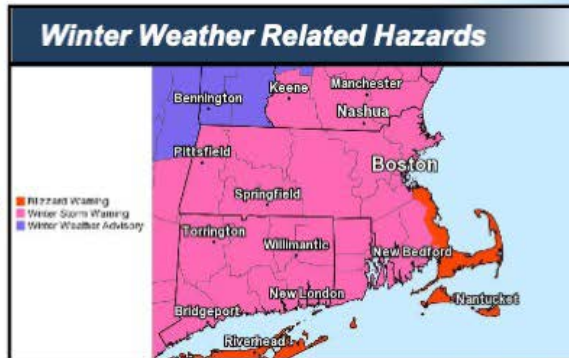 Winter Weather Related Hazards
Bennington
Keene
Manchester
Nashua
Pittsfield
Boston
Springfield
Blizzard Warning
Winter Storm Warning
Winter Weather Advisory
Torrington
Willimantic
New Bedford
New London
Nantucket
Bridgeport
Riverhead